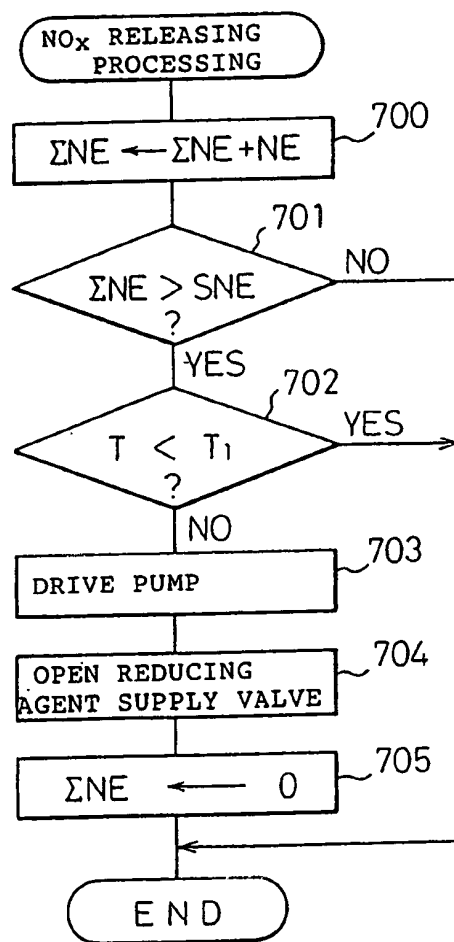 NOx RELEASING
PROCESSING
700
ΣNE ← ΣNE+NE
701
ΣNE > SNE
?
NO
YES
702
T < T1
?
YES
NO
703
DRIVE PUMP
704
OPEN REDUCING
AGENT SUPPLY VALVE
705
ΣNE ← 0
END